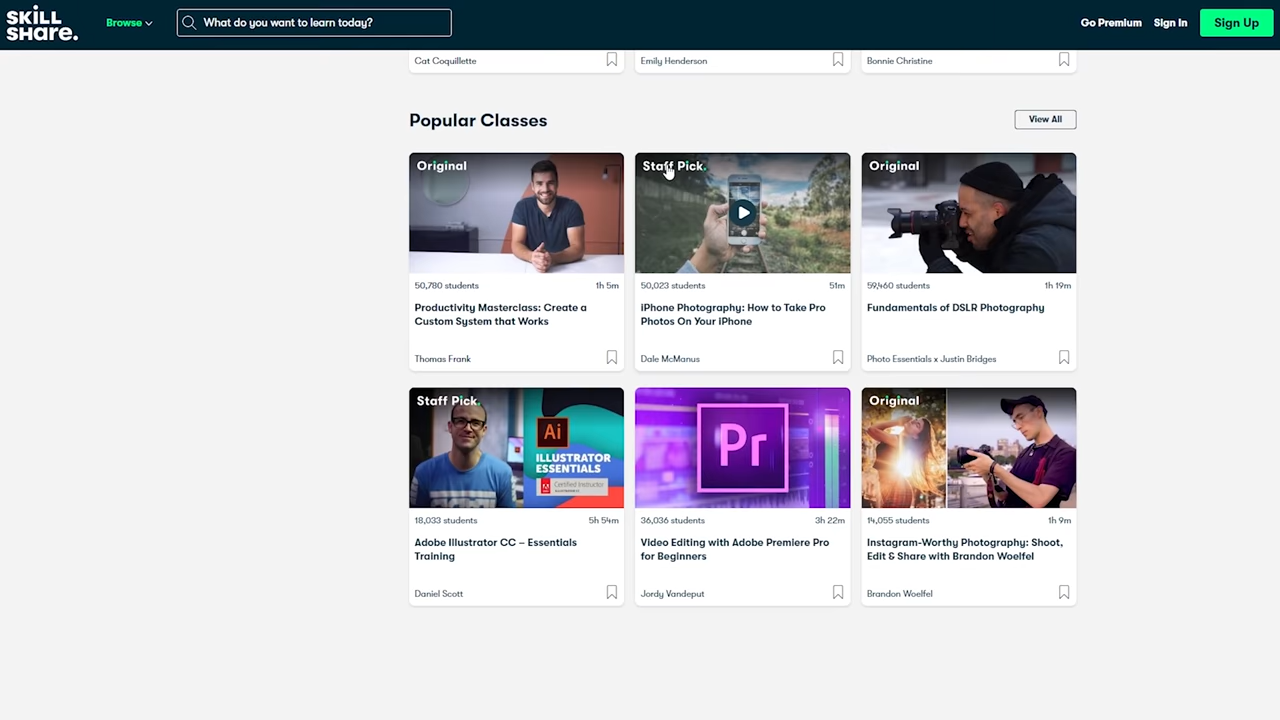 SKILL
SHARE.
Browse
What do you want to learn today?
Go Premium
Sign In
Sign Up
Cat Coquillette
Emily Henderson
Bonnie Christine
Popular Classes
View All
Original
50,780 students
1h 5m
Productivity Masterclass: Create a
Custom System that Works
Thomas Frank
Staff Pick.
50,023 students
51m
iPhone Photography: How to Take Pro
Photos On Your iPhone
Dale McManus
Original
59,460 students
1h 19m
Fundamentals of DSLR Photography
Photo Essentials x Justin Bridges
Staff Pick.
Ai
ILLUSTRATOR
ESSENTIALS
Certified Instructor
18,033 students
5h 54m
Adobe Illustrator CC – Essentials
Training
Daniel Scott
Pr
36,036 students
3h 22m
Video Editing with Adobe Premiere Pro
for Beginners
Jordy Vandeput
Original
14,055 students
1h 9m
Instagram-Worthy Photography: Shoot,
Edit & Share with Brandon Woelfel
Brandon Woelfel